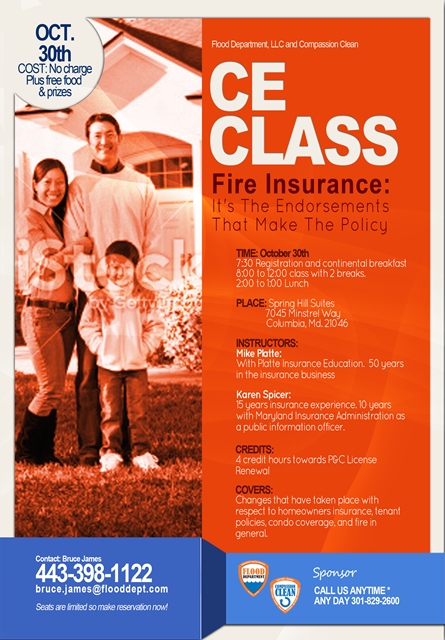 OCT.
30th
COST: No charge
Plus free food
& prizes
Flood Department, LLC and Compassion Clean
CE
CLASS
Fire Insurance:
It's The Endorsements
That Make The Policy
TIME: October 30th
7:30 Registration and continental breakfast
8:00 to 12:00 class with 2 breaks.
2:00 to 1:00 Lunch
PLACE: Spring Hill Suites
7045 Minstrel Way
Columbia, Md. 21046
INSTRUCTORS:
Mike Platte:
With Platte Insurance Education. 50 years
in the insurance business
Karen Spicer:
15 years insurance experience. 10 years
with Maryland Insurance Administration as
a public information officer.
CREDITS:
4 credit hours towards P&C License
Renewal
COVERS:
Changes that have taken place with
respect to homeowners insurance, tenant
policies, condo coverage, and fire in
general.
iStock
Contact: Bruce James
443-398-1122
bruce.james@flooddept.com
Seats are limited so make reservation now!
FLOOD
DEPARTMENT
COMPASSION
CLEAN
Sponsor
CALL US ANYTIME *
ANY DAY 301-829-2600